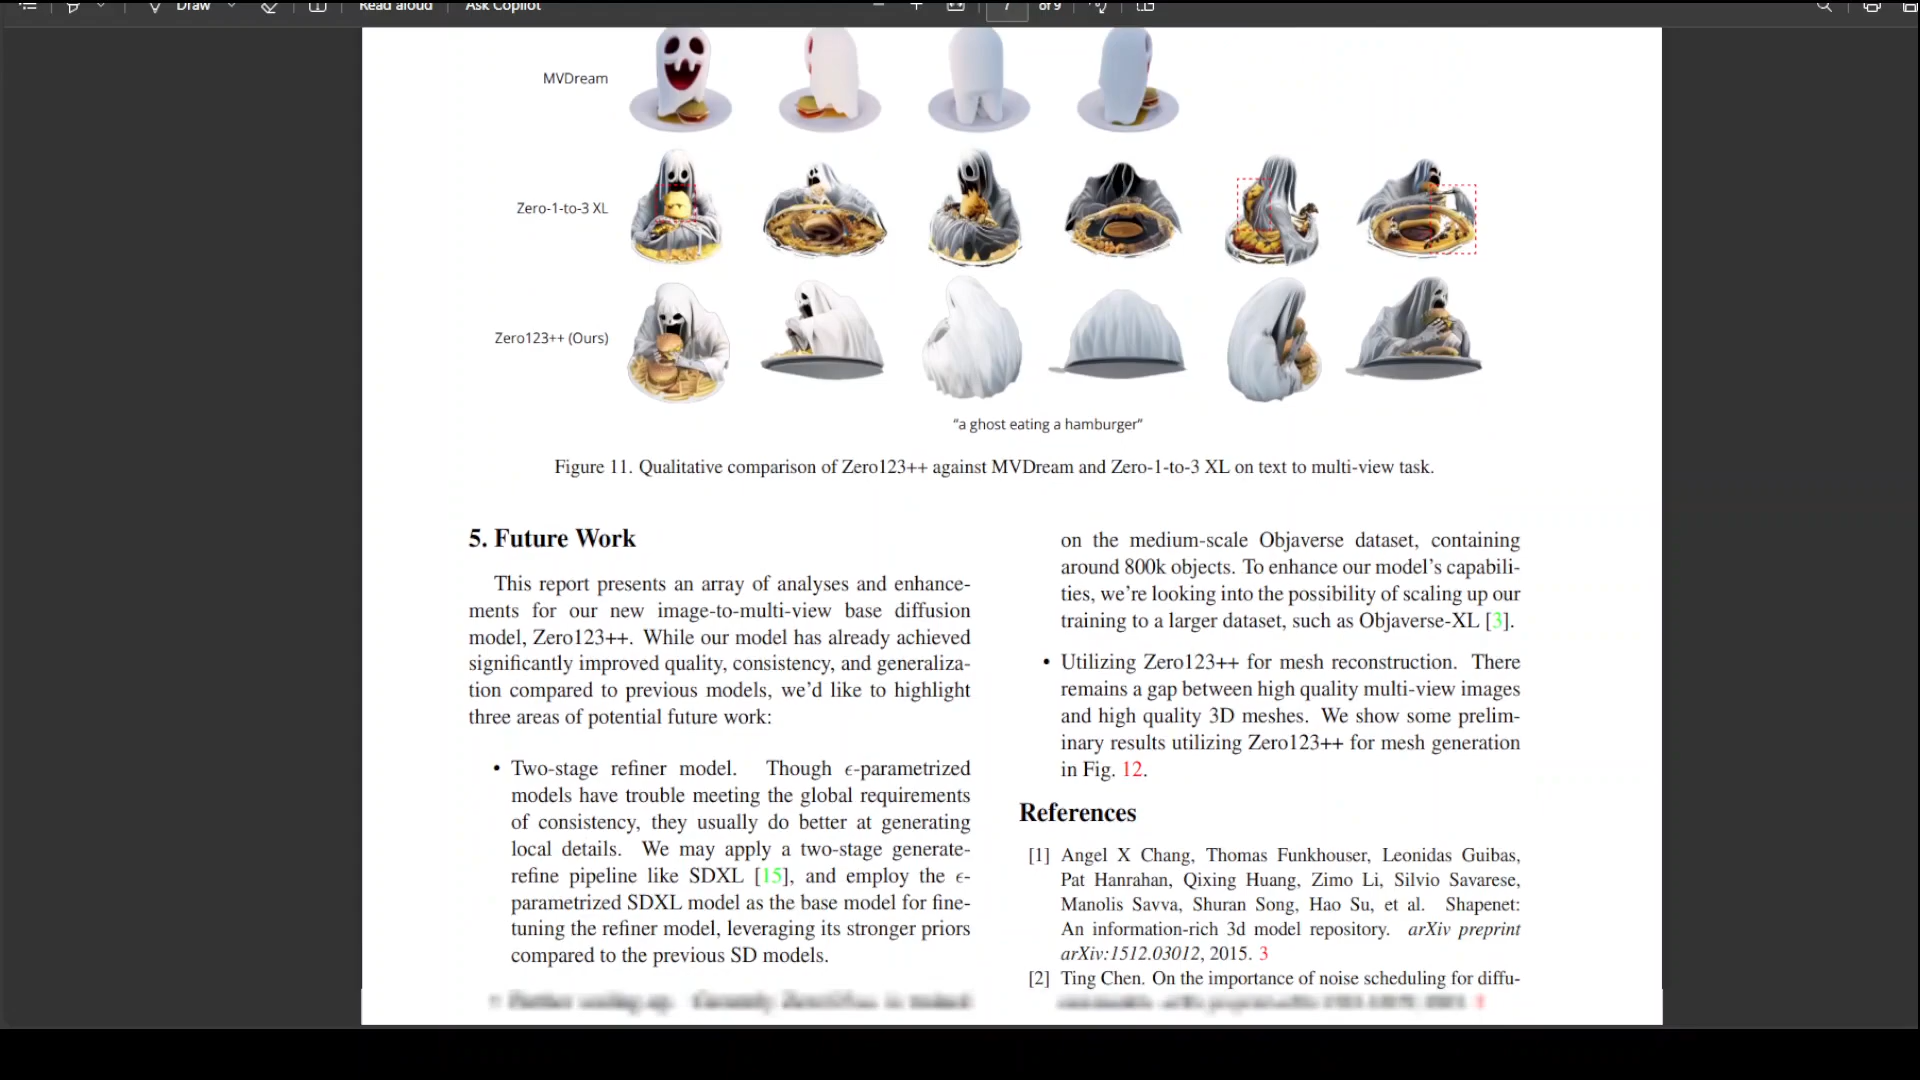 Draw
Read aloud
Ask Copilot
7
of 9
MVDream
Zero-1-to-3 XL
Zero123++ (Ours)
“a ghost eating a hamburger”
Figure 11. Qualitative comparison of Zero123++ against MVDream and Zero-1-to-3 XL on text to multi-view task.
5. Future Work
This report presents an array of analyses and enhance-
ments for our new image-to-multi-view base diffusion
model, Zero123++. While our model has already achieved
significantly improved quality, consistency, and generaliza-
tion compared to previous models, we’d like to highlight
three areas of potential future work:
• Two-stage refiner model. Though ϵ-parametrized
models have trouble meeting the global requirements
of consistency, they usually do better at generating
local details. We may apply a two-stage generate-
refine pipeline like SDXL [15], and employ the ϵ-
parametrized SDXL model as the base model for fine-
tuning the refiner model, leveraging its stronger priors
compared to the previous SD models.
on the medium-scale Objaverse dataset, containing
around 800k objects. To enhance our model’s capabili-
ties, we’re looking into the possibility of scaling up our
training to a larger dataset, such as Objaverse-XL [3].
• Utilizing Zero123++ for mesh reconstruction. There
remains a gap between high quality multi-view images
and high quality 3D meshes. We show some prelim-
inary results utilizing Zero123++ for mesh generation
in Fig. 12.
References
[1] Angel X Chang, Thomas Funkhouser, Leonidas Guibas,
Pat Hanrahan, Qixing Huang, Zimo Li, Silvio Savarese,
Manolis Savva, Shuran Song, Hao Su, et al. Shapenet:
An information-rich 3d model repository. arXiv preprint
arXiv:1512.03012, 2015. 3
[2] Ting Chen. On the importance of noise scheduling for diffu-